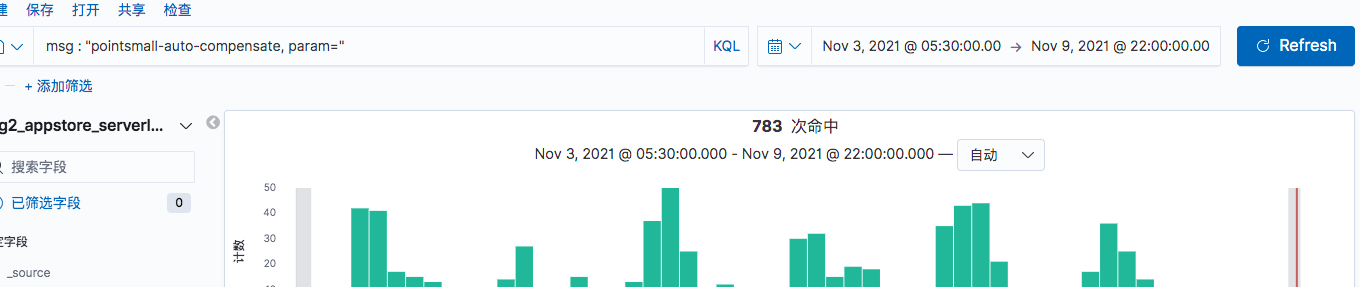 建 保存 打开 共享 检查
msg : "pointsmall-auto-compensate, param="
KQL
Nov 3, 2021 @ 05:30:00.00 → Nov 9, 2021 @ 22:00:00.00
Refresh
+ 添加筛选
g2_appstore_serverl...
783 次命中
Nov 3, 2021 @ 05:30:00.000 - Nov 9, 2021 @ 22:00:00.000 — 自动
搜索字段
已筛选字段 0
定字段
_source
计数
50
40
30
20